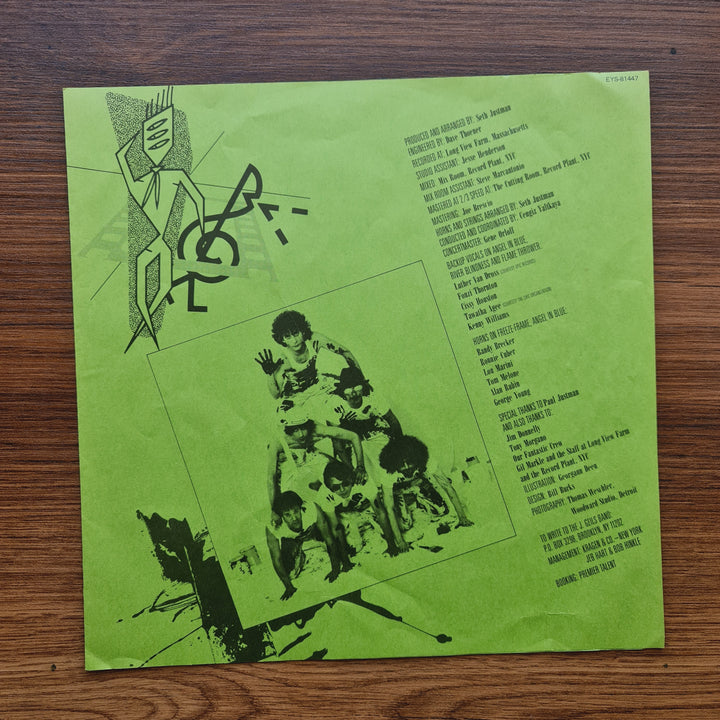 EYS-81447
PRODUCED AND ARRANGED BY: Seth Justman
ENGINEERED BY: Dave Thoener
RECORDED AT: Long View Farm, Massachusetts
STUDIO ASSISTANT: Jesse Henderson
MIXED: Mix Room, Record Plant, NYC
MIX ROOM ASSISTANT: Steve Marcantonio
MASTERED AT 2/3 SPEED AT: The Cutting Room, Record Plant, NYC
MASTERING: Joe Brescio
HORNS AND STRINGS ARRANGED BY: Seth Justman
CONDUCTED AND COORDINATED BY: Cengiz Yaltkaya
CONCERTMASTER: Gene Orloff
BACKUP VOCALS ON ANGEL IN BLUE,
RIVER BLINDNESS AND FLAME THROWER.
Luther Van Dross (COURTESY EPIC RECORDS)
Fonzi Thornton
Cissy Houston
Tawatha Agee (COURTESY THE LINE ORGANIZATION)
Kenny Williams
HORNS ON FREEZE-FRAME, ANGEL IN BLUE.
Randy Brecker
Ronnie Cuber
Lou Marini
Tom Malone
Alan Rubin
George Young
SPECIAL THANKS TO Paul Justman
AND ALSO THANKS TO:
Jim Donnelly
Tony Morgano
Our Fantastic Crew
Gil Markle and the Staff at Long View Farm
and the Record Plant, NYC
ILLUSTRATION: Georgann Deen
DESIGN: Bill Burks
PHOTOGRAPHY: Thomas Weschler,
Woodward Studio, Detroit
TO WRITE TO THE J. GEILS BAND:
P.O. BOX 3298, BROOKLYN, NY 11202
MANAGEMENT: KRAGEN & CO.—NEW YORK
JEB HART & BOB HINKLE
BOOKING: PREMIER TALENT